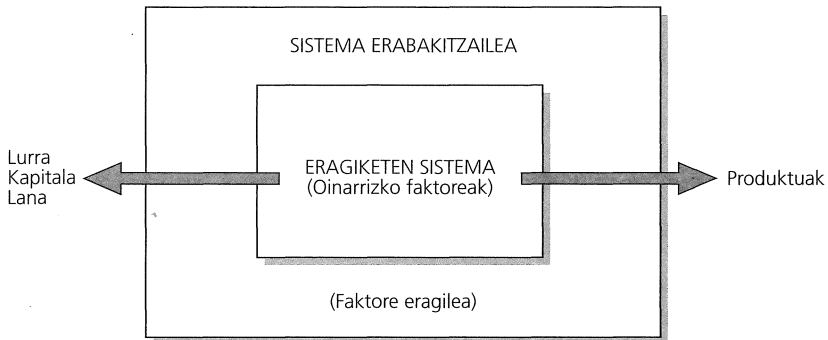 SISTEMA ERABAKITZAILEA
Lurra
Kapitala
Lana
ERAGIKETEN SISTEMA
(Oinarrizko faktoreak)
Produktuak
(Faktore eragilea)